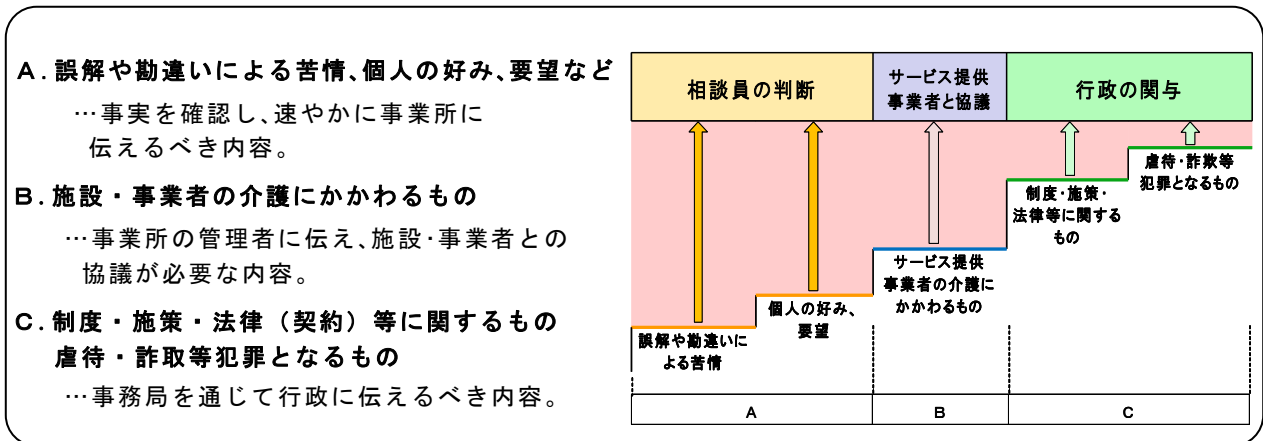 A．誤解や勘違いによる苦情、個人の好み、要望など
…事実を確認し、速やかに事業所に
伝えるべき内容。
B．施設・事業者の介護にかかわるもの
…事業所の管理者に伝え、施設・事業者との
協議が必要な内容。
C．制度・施策・法律（契約）等に関するもの
虐待・詐取等犯罪となるもの
…事務局を通じて行政に伝えるべき内容。
相談員の判断
サービス提供
事業者と協議
行政の関与
虐待・詐欺等
犯罪となるもの
制度・施策・
法律等に関する
もの
サービス提供
事業者の介護に
かかわるもの
個人の好み、
要望
誤解や勘違いに
よる苦情
A
B
C